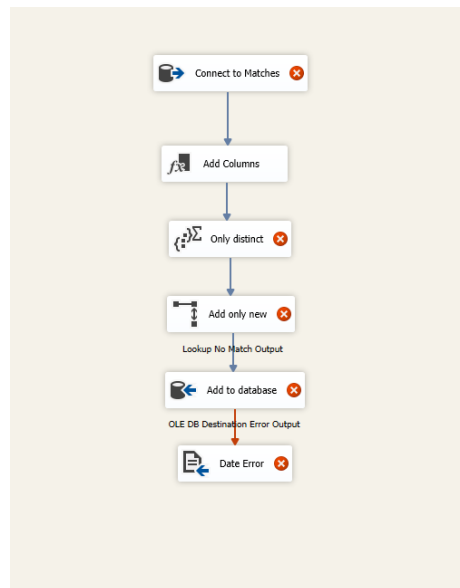 Connect to Matches
Add Columns
Only distinct
Add only new
Lookup No Match Output
Add to database
OLE DB Destination Error Output
Date Error